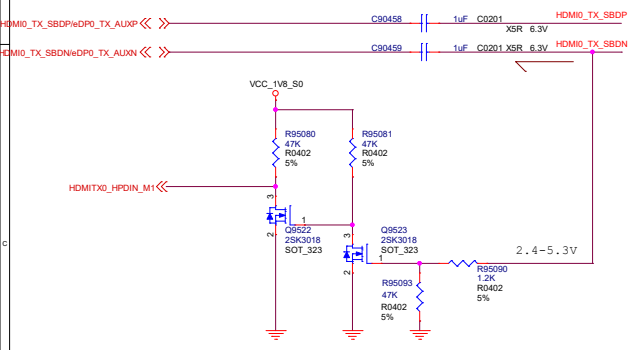 HDMI0_TX_SBDP/eDP0_TX_AUXP
C90458
1uF
C0201
X5R 6.3V
HDMI0_TX_SBDP
HDMI0_TX_SBDN/eDP0_TX_AUXN
C90459
1uF
C0201
X5R 6.3V
HDMI0_TX_SBDN
VCC_1V8_S0
R95080
47K
R0402
5%
R95081
47K
R0402
5%
HDMITX0_HPDIN_M1
3
1
2
Q9522
2SK3018
SOT_323
3
1
2
Q9523
2SK3018
SOT_323
2.4-5.3V
R95090
1.2K
R0402
5%
R95093
47K
R0402
5%
C